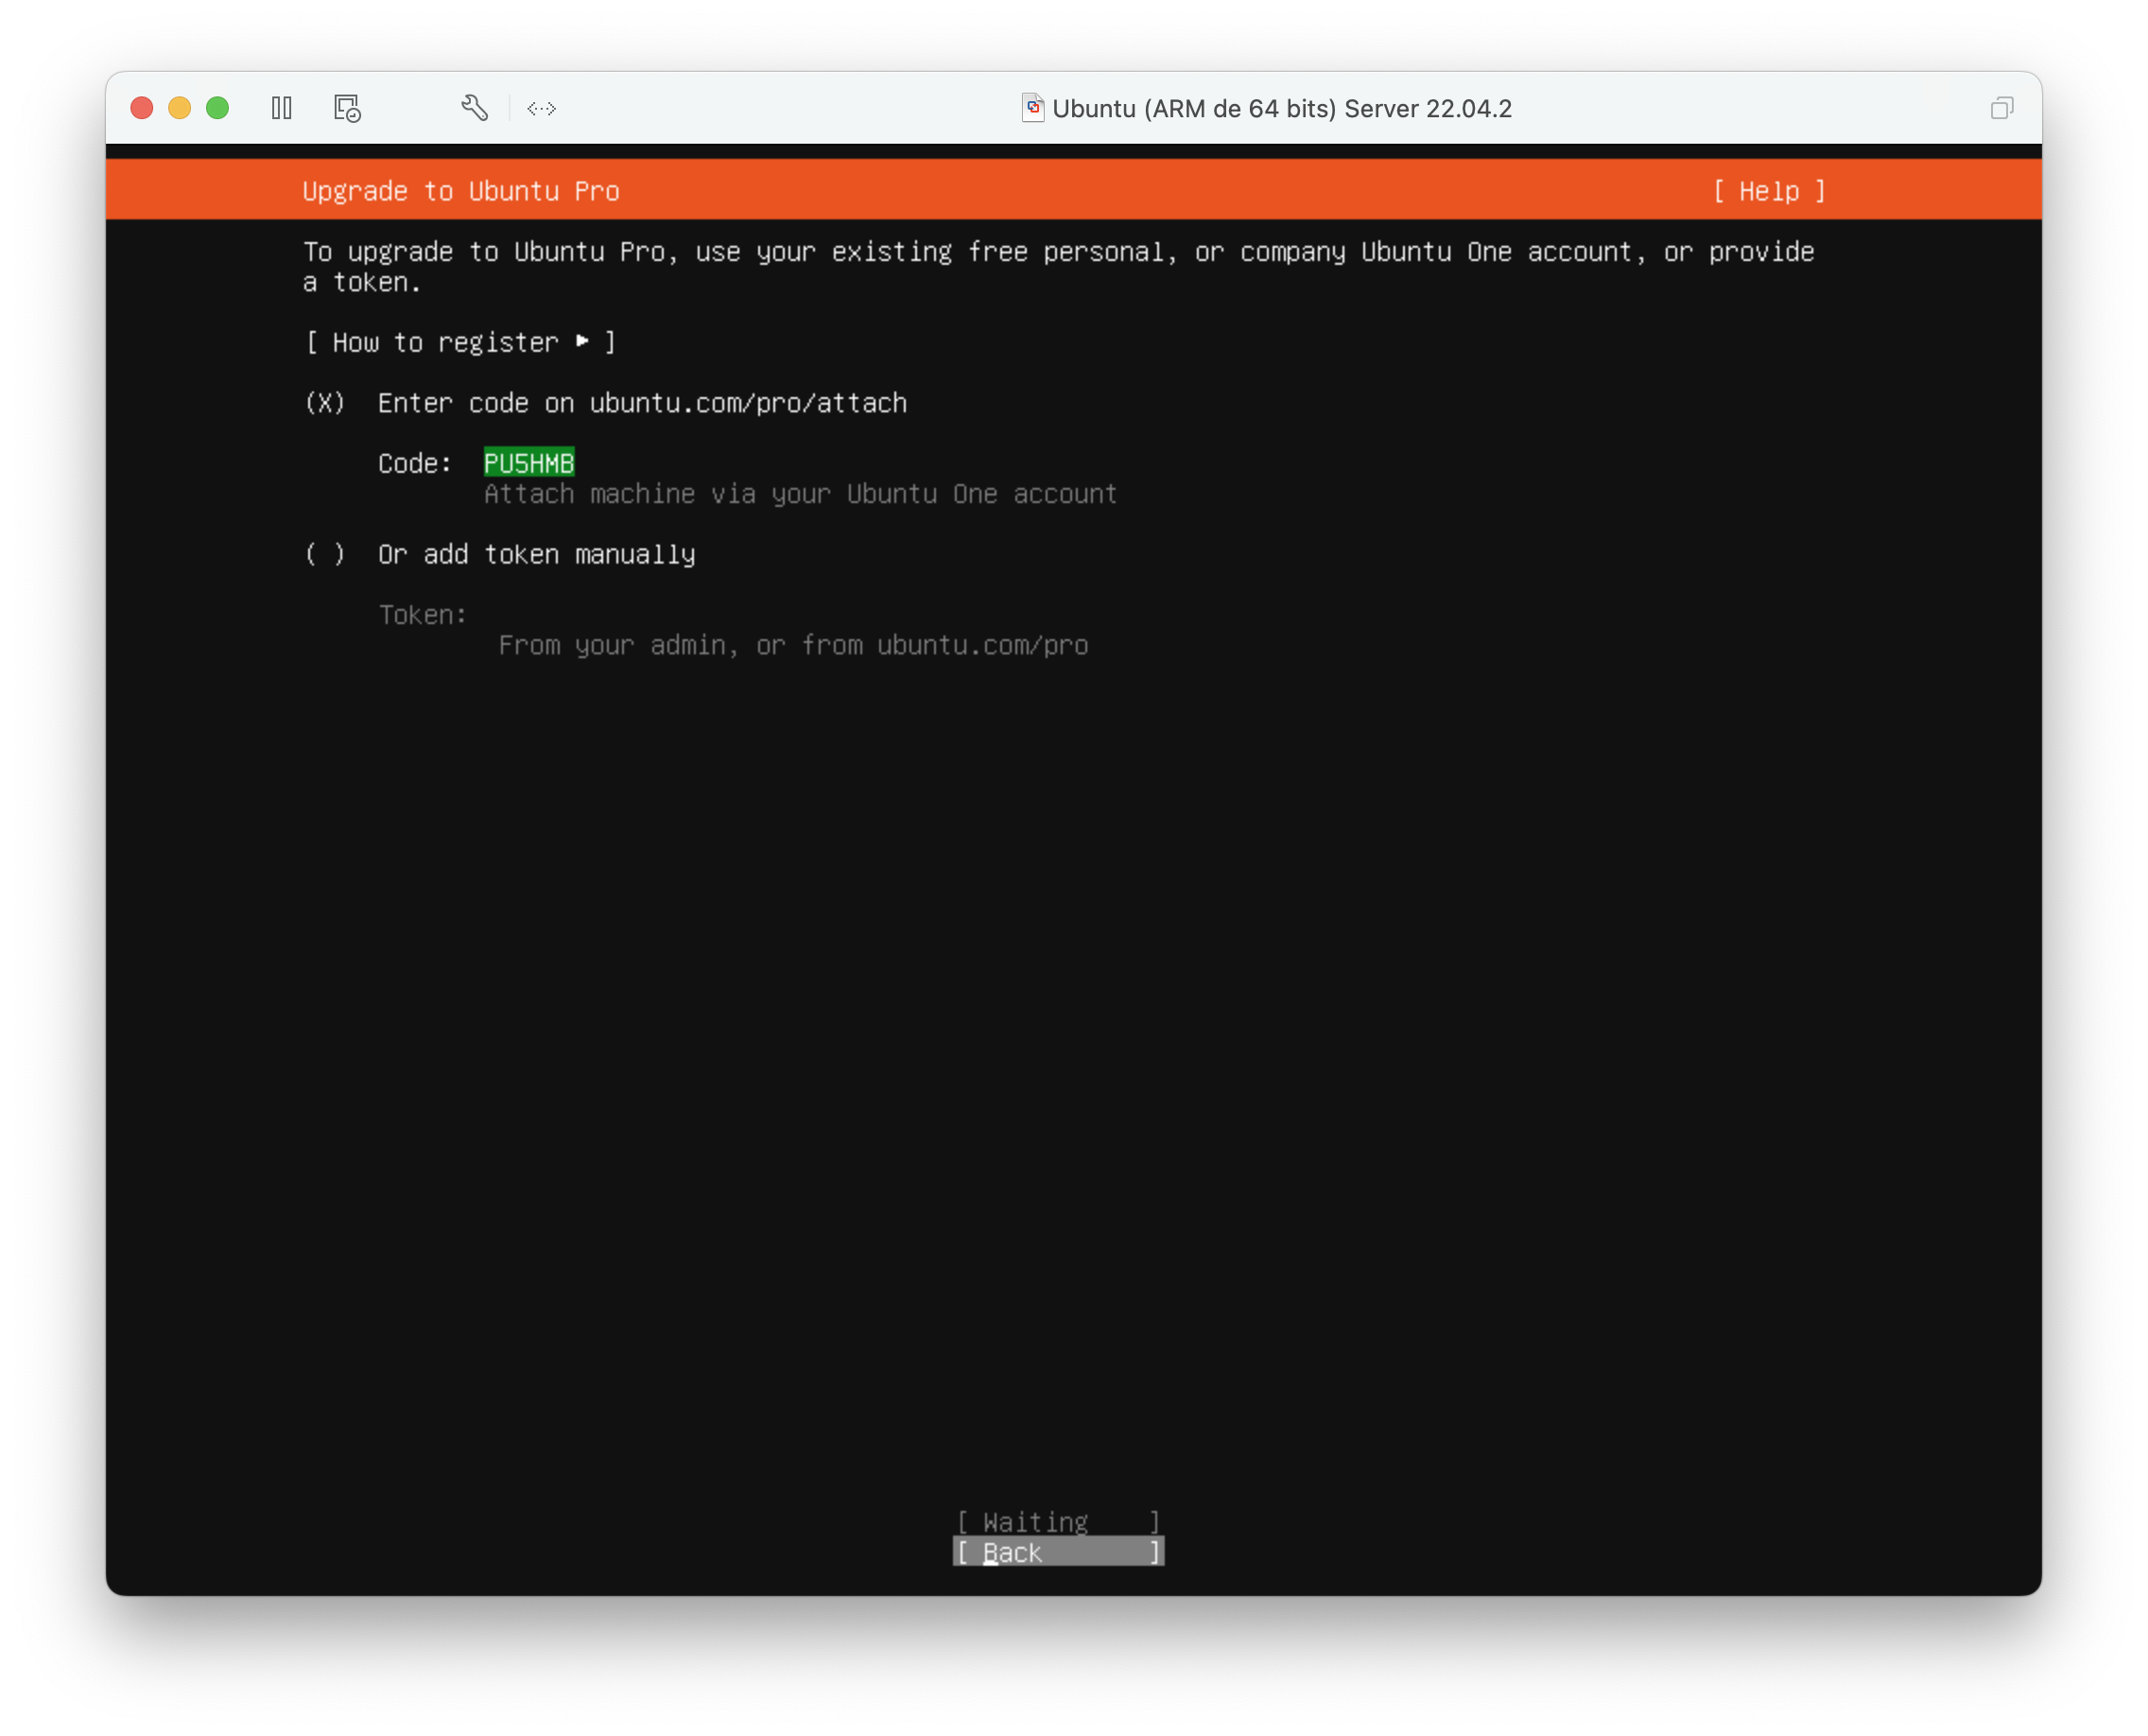 Ubuntu (ARM de 64 bits) Server 22.04.2
Upgrade to Ubuntu Pro [ Help ]
To upgrade to Ubuntu Pro, use your existing free personal, or company Ubuntu One account, or provide
a token.
[ How to register ▸ ]
(X) Enter code on ubuntu.com/pro/attach
Code: PU5HMB
Attach machine via your Ubuntu One account
( ) Or add token manually
Token:
From your admin, or from ubuntu.com/pro
[ Waiting ]
[ Back ]